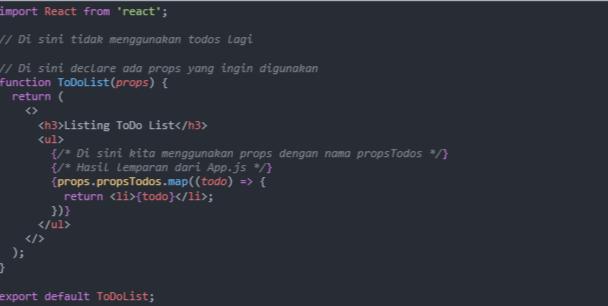 import React from 'react';
// Di sini tidak menggunakan todos lagi
// Di sini declare ada props yang ingin digunakan
function ToDoList(props) {
return (
<>
<h3>Listing ToDo List</h3>
<ul>
{/* Di sini kita menggunakan props dengan nama propsTodos */}
{/* Hasil lemparan dari App.js */}
{props.propsTodos.map((todo) => {
return <li>{todo}</li>;
})}
</ul>
</>
);
}
export default ToDoList;